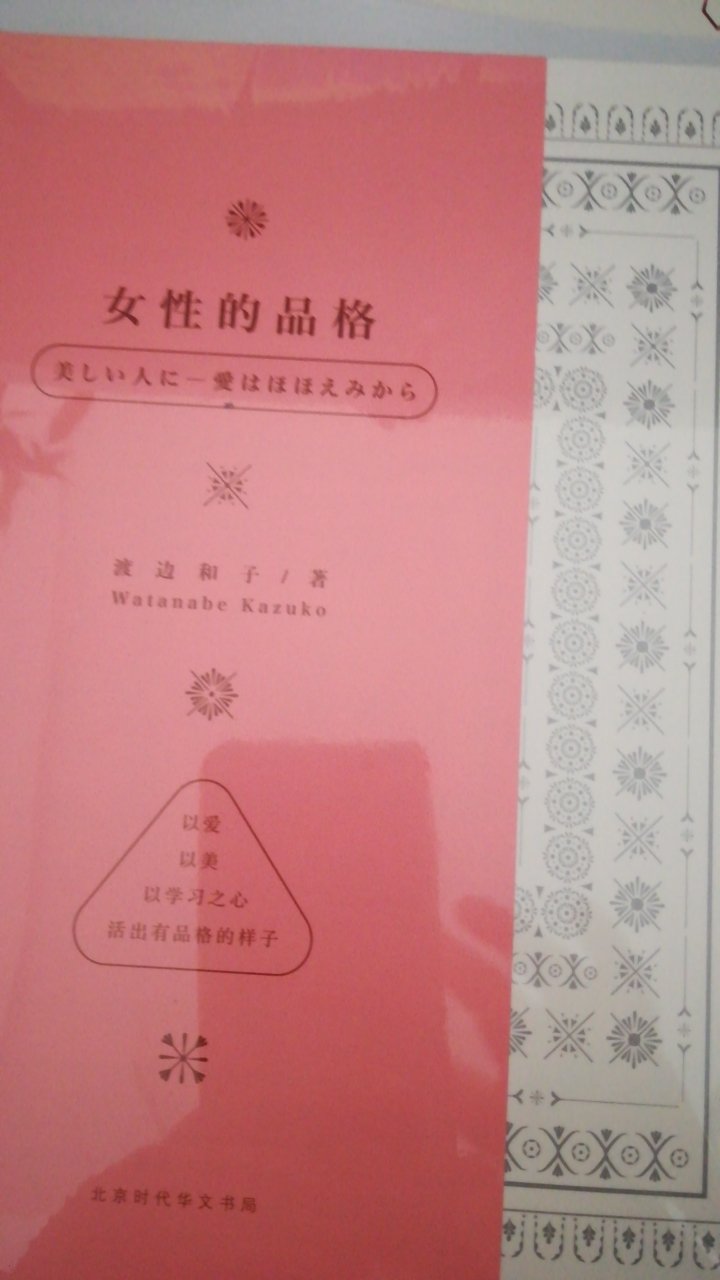 女性的品格
美しい人に—愛はほほえみから
渡边和子/著
Watanabe Kazuko
以爱
以美
以学习之心
活出有品格的样子
北京时代华文书局